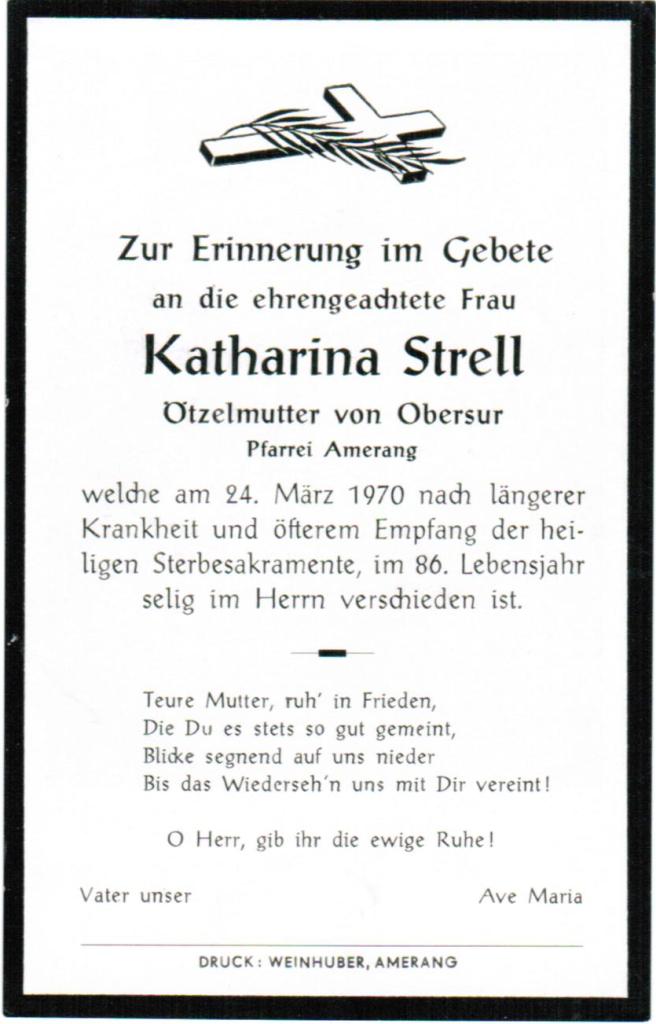 Zur Erinnerung im Gebete
an die ehrengeachtete Frau
Katharina Strell
Ötzelmutter von Obersur
Pfarrei Amerang
welche am 24. März 1970 nach längerer
Krankheit und öfterem Empfang der hei-
ligen Sterbesakramente, im 86. Lebensjahr
selig im Herrn verschieden ist.
Teure Mutter, ruh' in Frieden,
Die Du es stets so gut gemeint,
Blicke segnend auf uns nieder
Bis das Wiederseh'n uns mit Dir vereint!
O Herr, gib ihr die ewige Ruhe!
Vater unser Ave Maria
DRUCK: WEINHUBER, AMERANG